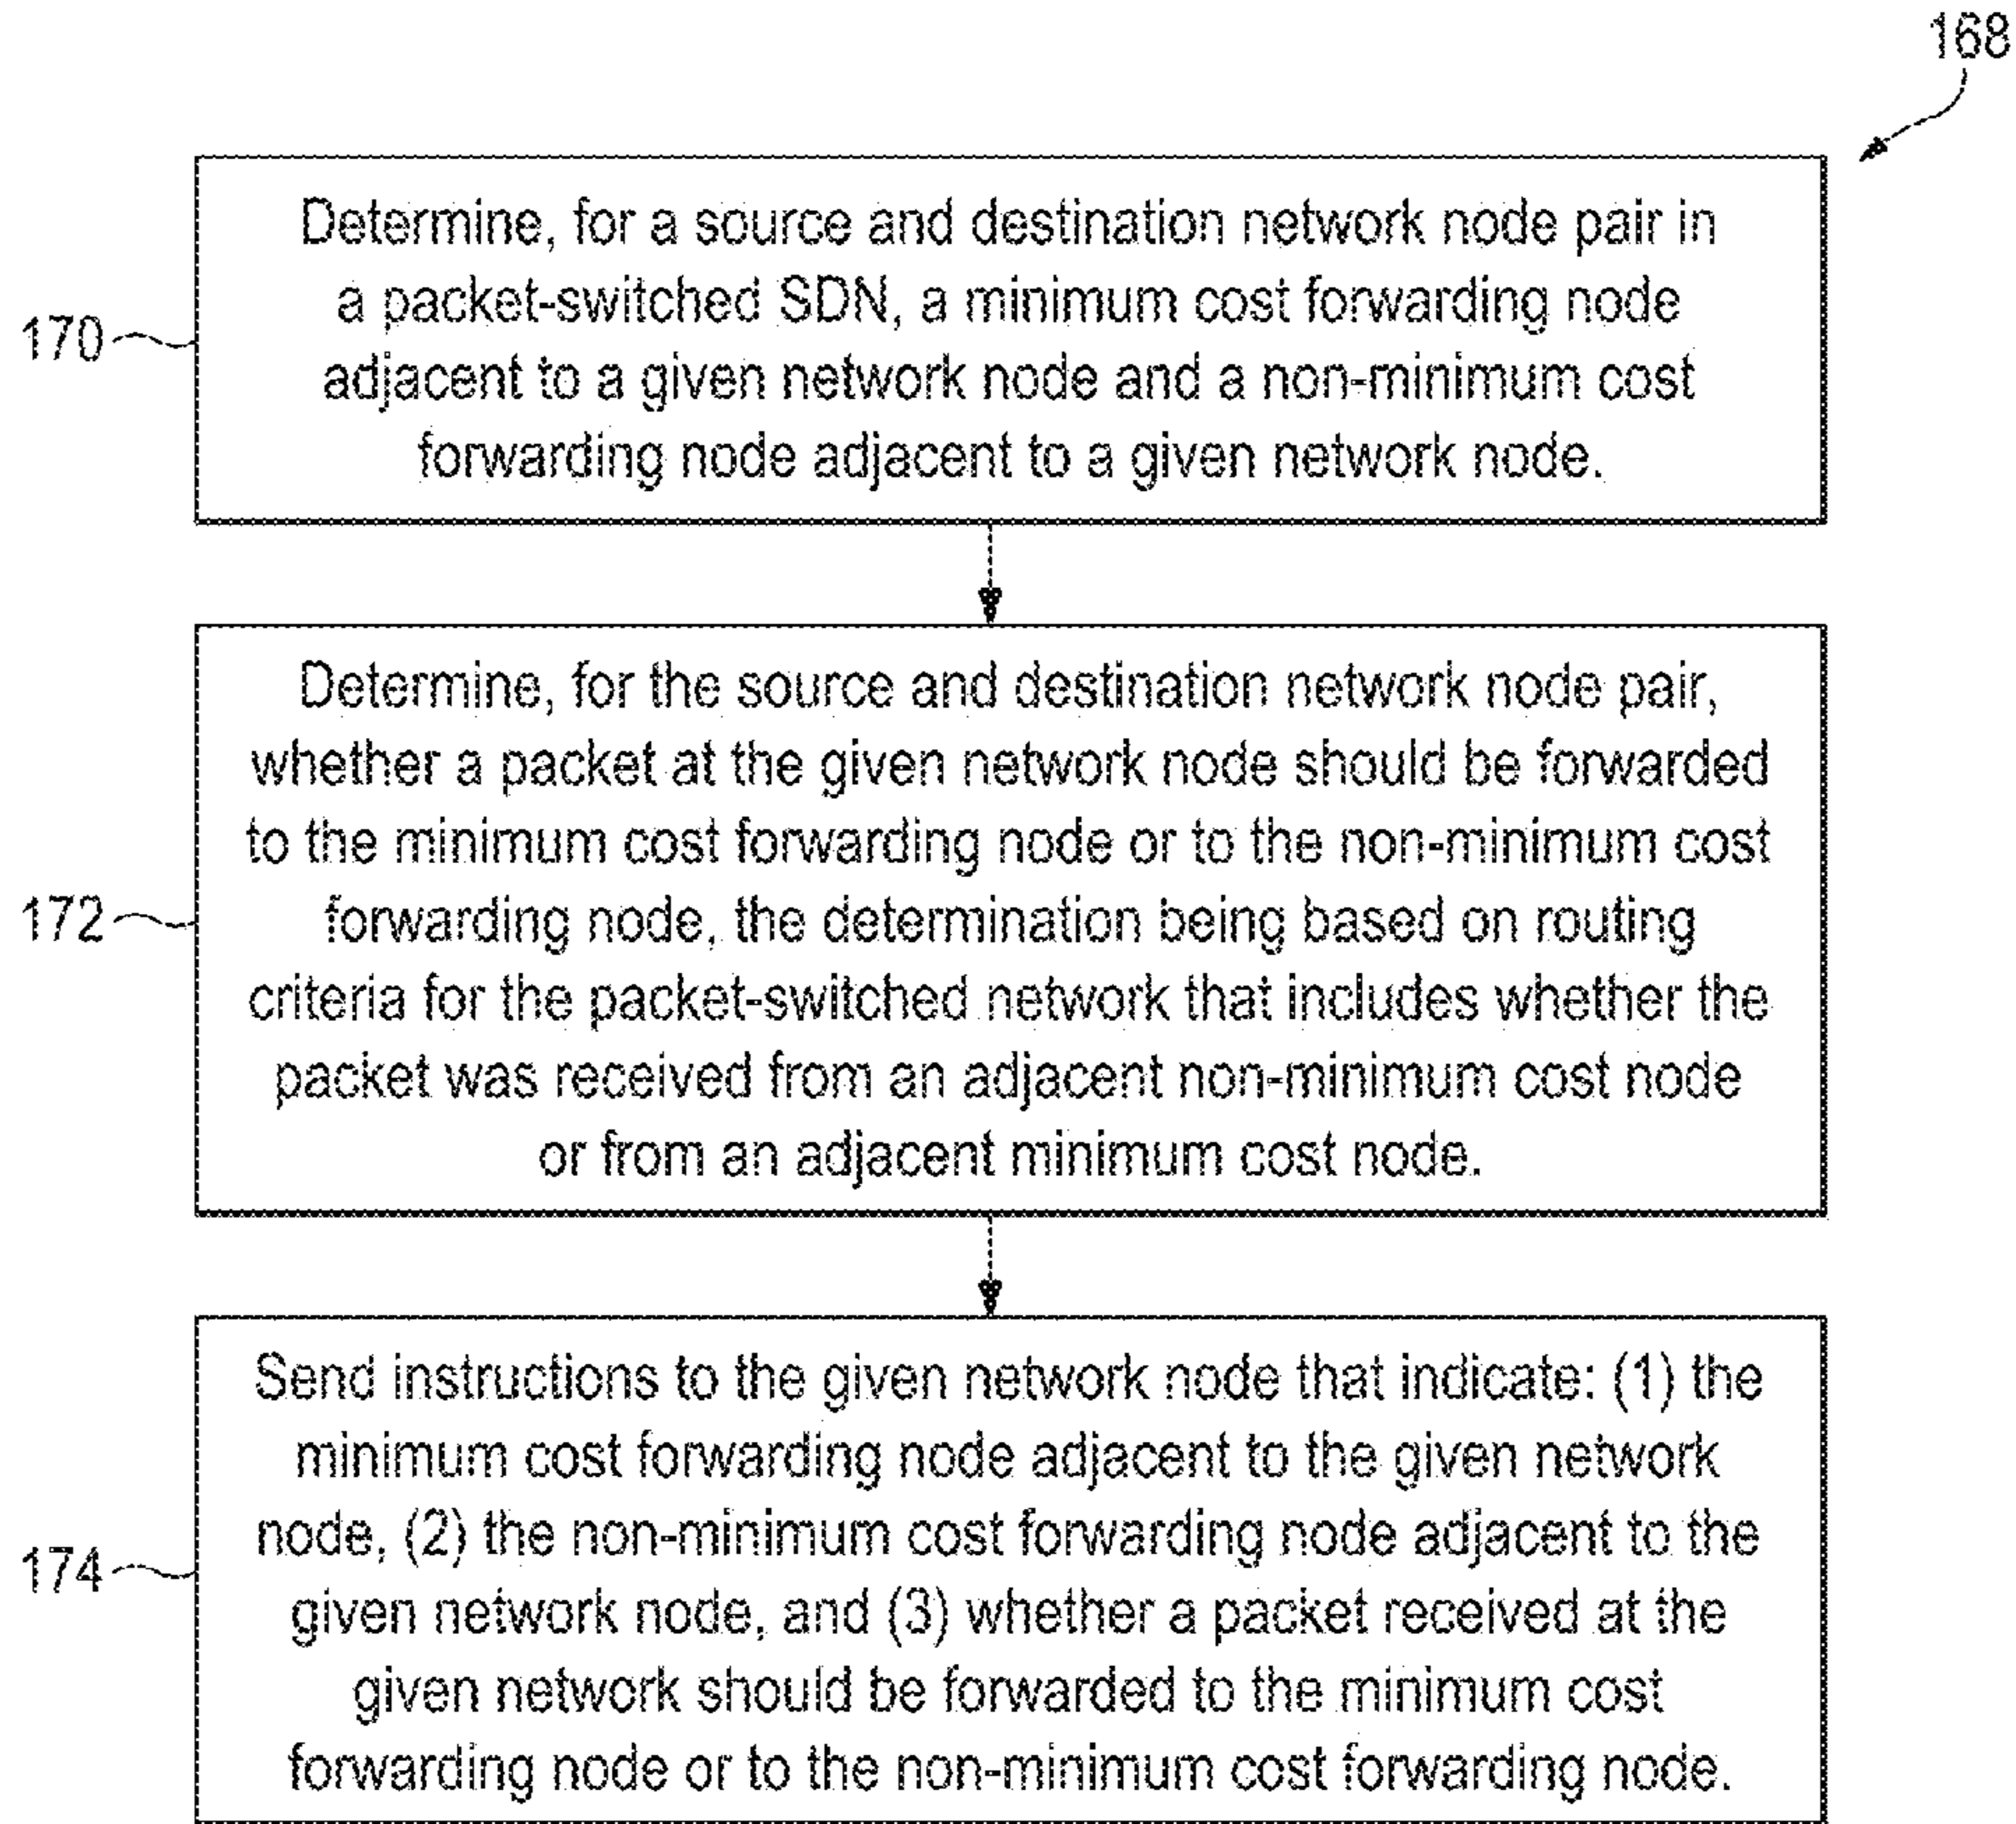 168
Determine, for a source and destination network node pair in
a packet-switched SDN, a minimum cost forwarding node
adjacent to a given network node and a non-minimum cost
forwarding node adjacent to a given network node.
170
Determine, for the source and destination network node pair,
whether a packet at the given network node should be forwarded
to the minimum cost forwarding node or to the non-minimum cost
forwarding node, the determination being based on routing
criteria for the packet-switched network that includes whether the
packet was received from an adjacent non-minimum cost node
or from an adjacent minimum cost node.
172
Send instructions to the given network node that indicate: (1) the
minimum cost forwarding node adjacent to the given network
node, (2) the non-minimum cost forwarding node adjacent to the
given network node, and (3) whether a packet received at the
given network should be forwarded to the minimum cost
forwarding node or to the non-minimum cost forwarding node.
174